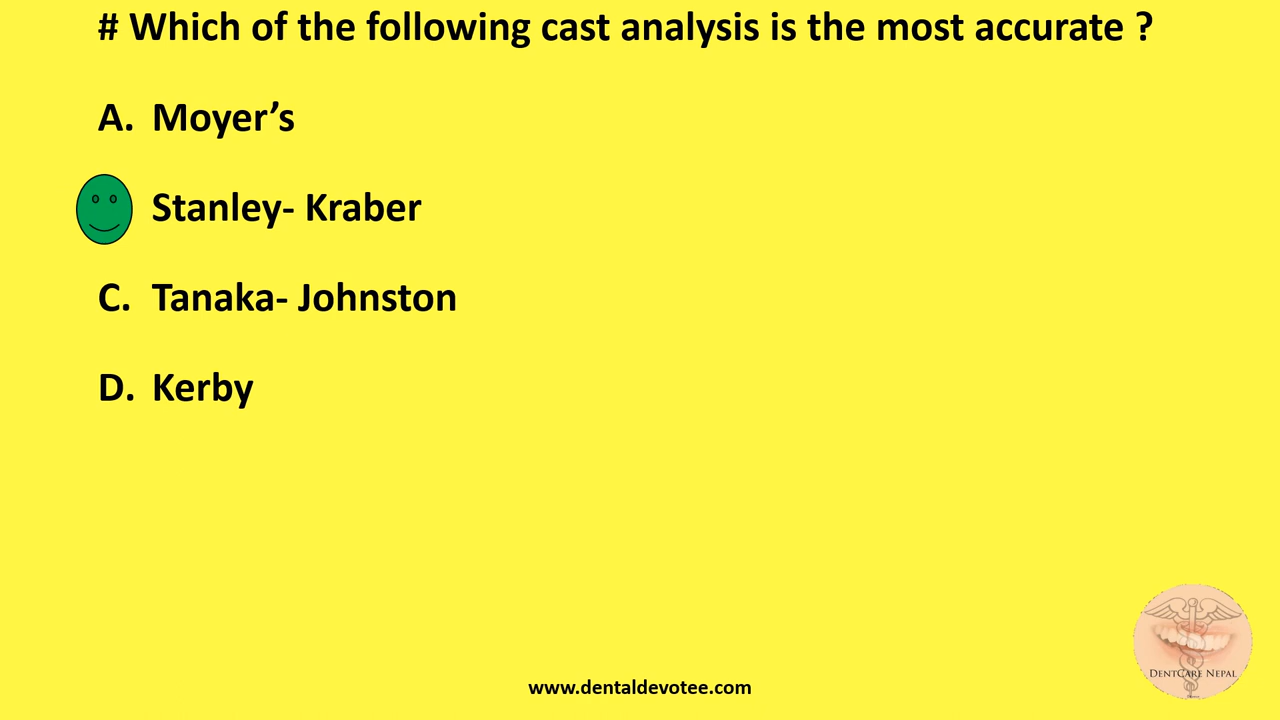 # Which of the following cast analysis is the most accurate ?
A. Moyer’s
Stanley- Kraber
C. Tanaka- Johnston
D. Kerby
DentCare Nepal
www.dentaldevotee.com